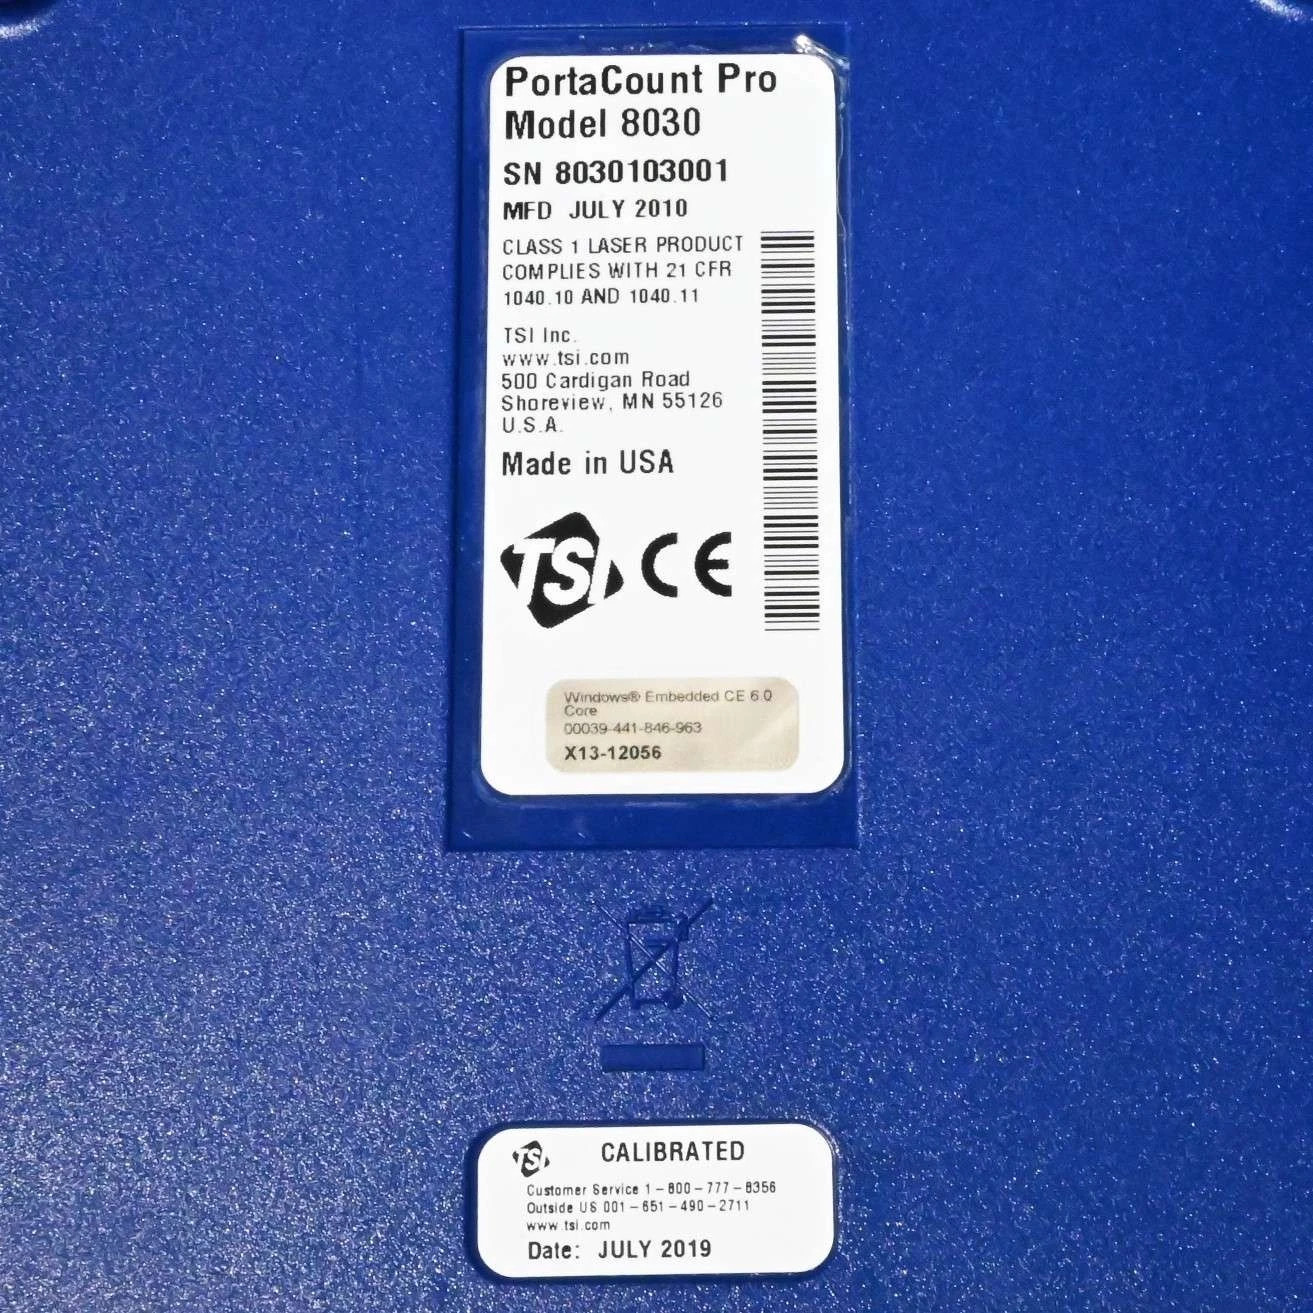 PortaCount Pro
Model 8030
SN 8030103001
MFD JULY 2010
CLASS 1 LASER PRODUCT
COMPLIES WITH 21 CFR
1040.10 AND 1040.11
TSI Inc.
www.tsi.com
500 Cardigan Road
Shoreview, MN 55126
U.S.A.
Made in USA
TSI CE
Windows® Embedded CE 6.0
Core
00039-441-846-963
X13-12056
TSI CALIBRATED
Customer Service 1-800-777-8356
Outside US 001-651-490-2711
www.tsi.com
Date: JULY 2019